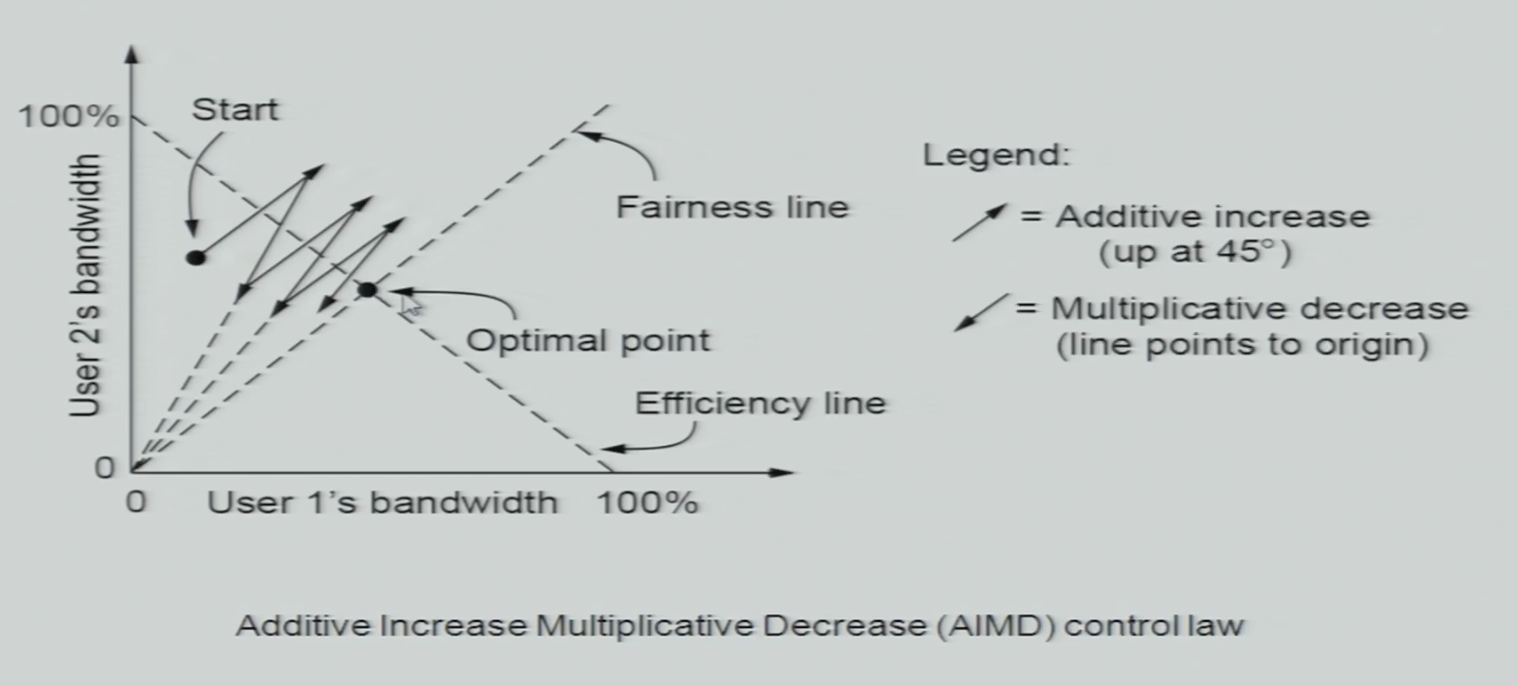 100%
Start
User 2's bandwidth
Fairness line
Optimal point
Efficiency line
0
0
User 1's bandwidth
100%
Legend:
= Additive increase
(up at 45°)
= Multiplicative decrease
(line points to origin)
Additive Increase Multiplicative Decrease (AIMD) control law